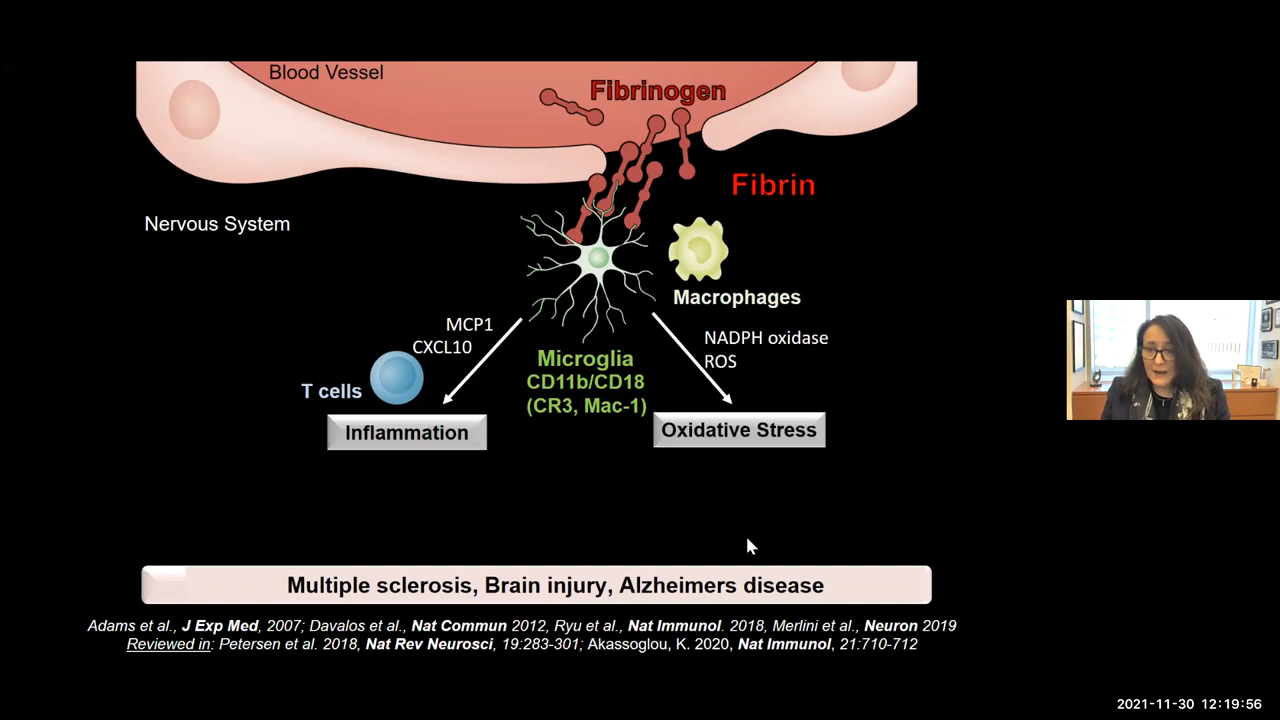 Blood Vessel
Fibrinogen
Fibrin
Nervous System
Macrophages
MCP1
CXCL10
NADPH oxidase
ROS
Microglia
CD11b/CD18
(CR3, Mac-1)
T cells
Inflammation
Oxidative Stress
Multiple sclerosis, Brain injury, Alzheimers disease
Adams et al., J Exp Med, 2007; Davalos et al., Nat Commun 2012, Ryu et al., Nat Immunol. 2018, Merlini et al., Neuron 2019
Reviewed in: Petersen et al. 2018, Nat Rev Neurosci, 19:283-301; Akassoglou, K. 2020, Nat Immunol, 21:710-712
2021-11-30 12:19:56